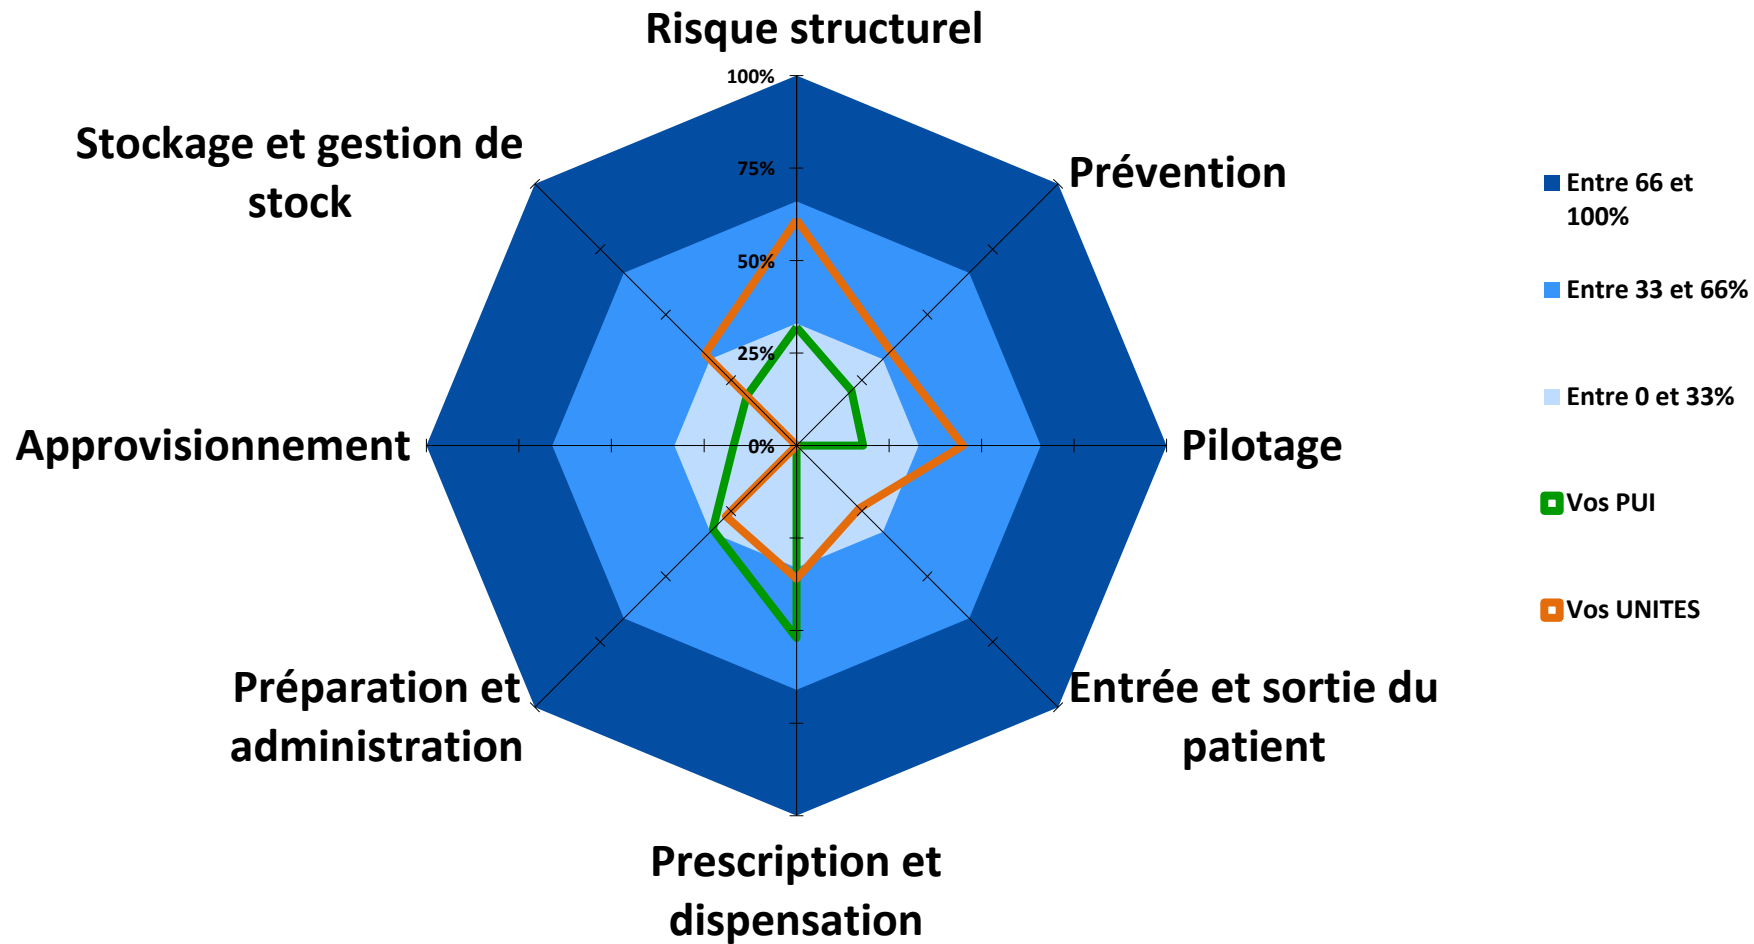 Risque structurel
100%
75%
50%
25%
0%
Prévention
Pilotage
Entrée et sortie du
patient
Prescription et
dispensation
Préparation et
administration
Approvisionnement
Stockage et gestion de
stock
Entre 66 et
100%
Entre 33 et 66%
Entre 0 et 33%
Vos PUI
Vos UNITES